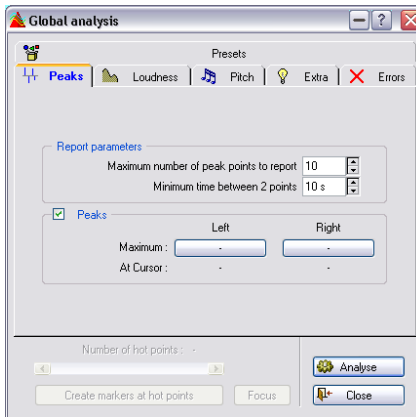 Global analysis
Presets
Peaks Loudness Pitch Extra Errors
Report parameters
Maximum number of peak points to report 10
Minimum time between 2 points 10 s
Peaks
Left Right
Maximum : - -
At Cursor : - -
Number of hot points : -
Analyse
Create markers at hot points Focus Close